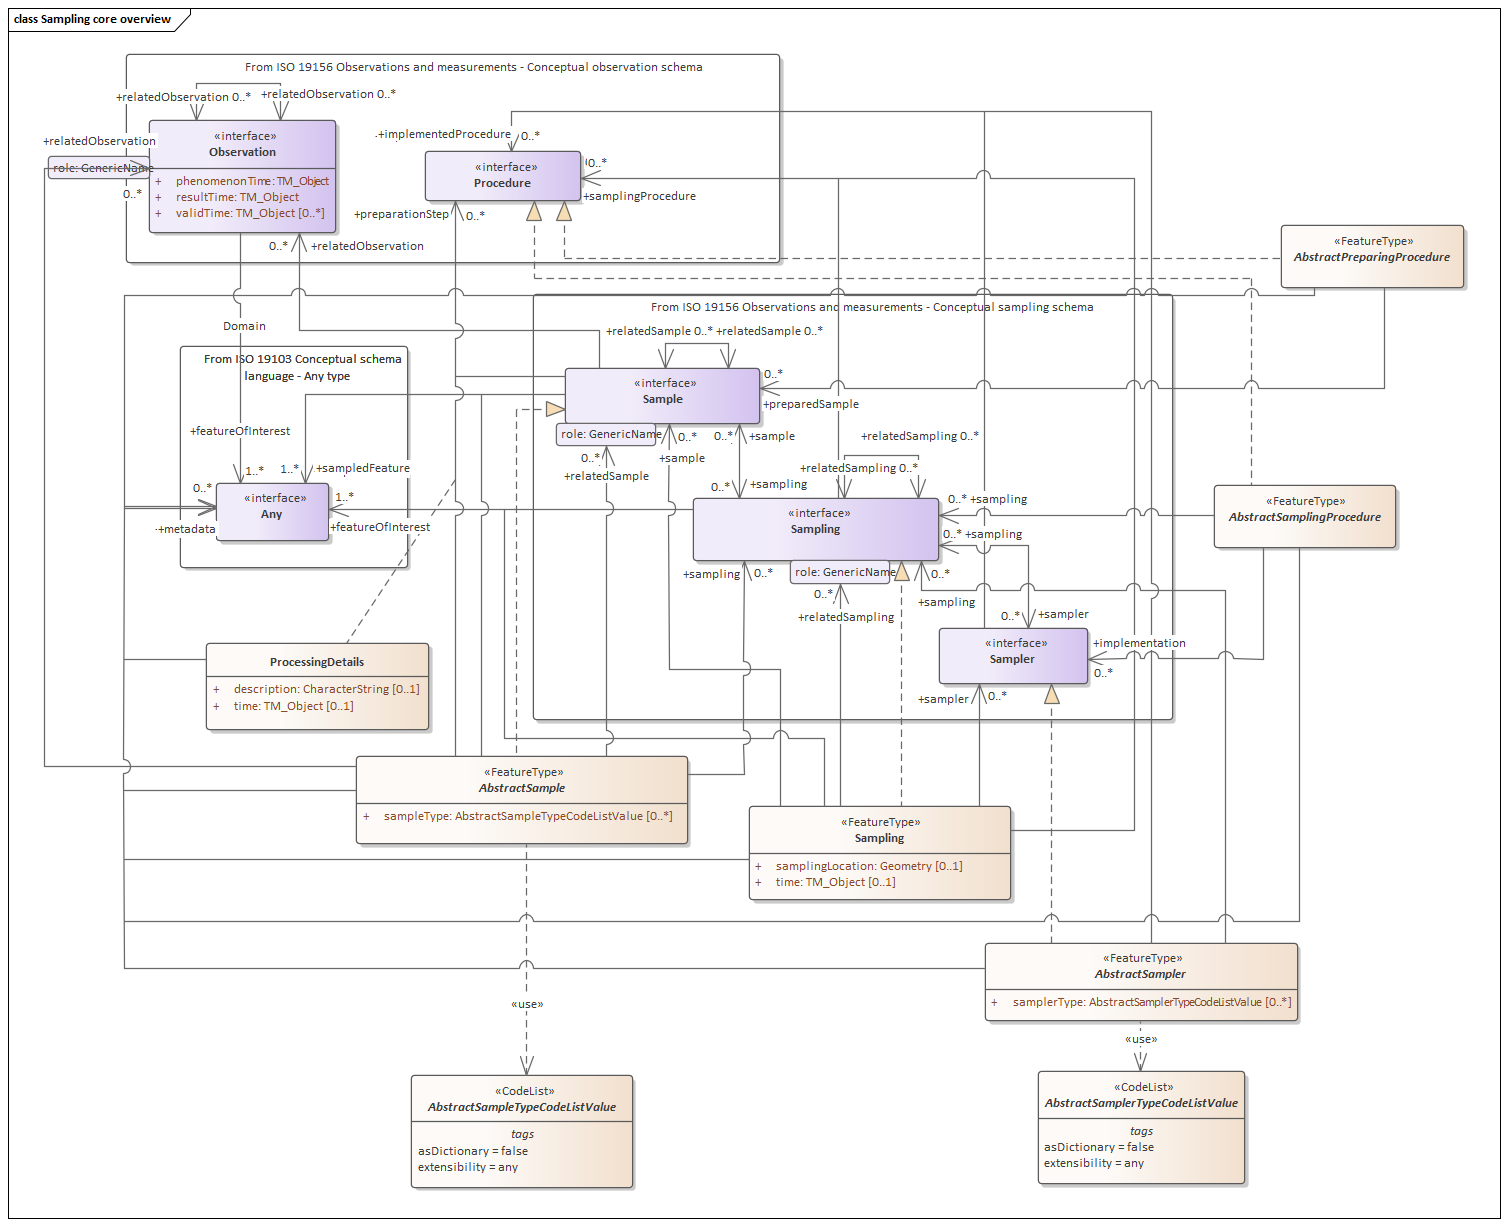 class Sampling core overview
From ISO 19156 Observations and measurements - Conceptual observation schema
+relatedObservation 0..*
+relatedObservation 0..*
+relatedObservation
role: GenericName
0..*
«interface»
Observation
+ phenomenonTime: TM_Object
+ resultTime: TM_Object
+ validTime: TM_Object [0..*]
+implementedProcedure
0..*
«interface»
Procedure
0..*
+samplingProcedure
+preparationStep
0..*
0..*
+relatedObservation
«FeatureType»
AbstractPreparingProcedure
From ISO 19156 Observations and measurements - Conceptual sampling schema
Domain
+relatedSample 0..*
+relatedSample 0..*
From ISO 19103 Conceptual schema
language - Any type
«interface»
Sample
0..*
+preparedSample
role: GenericName
0..*
+sample
0..*
+sample
+relatedSampling 0..*
+featureOfInterest
1..*
1..*
+sampledFeature
0..*
+relatedSample
+relatedSampling 0..*
0..*
+sampling
0..*
«interface»
Any
1..*
+metadata
+featureOfInterest
«interface»
Sampling
0..*
+sampling
0..*
+sampling
«FeatureType»
AbstractSamplingProcedure
+sampling
0..*
role: GenericName
0..*
0..*
+relatedSampling
+sampling
0..*
+sampler
«interface»
Sampler
+implementation
0..*
+sampler
0..*
ProcessingDetails
+ description: CharacterString [0..1]
+ time: TM_Object [0..1]
«FeatureType»
AbstractSample
+ sampleType: AbstractSampleTypeCodeListValue [0..*]
«FeatureType»
Sampling
+ samplingLocation: Geometry [0..1]
+ time: TM_Object [0..1]
«FeatureType»
AbstractSampler
+ samplerType: AbstractSamplerTypeCodeListValue [0..*]
«use»
«use»
«CodeList»
AbstractSampleTypeCodeListValue
tags
asDictionary = false
extensibility = any
«CodeList»
AbstractSamplerTypeCodeListValue
tags
asDictionary = false
extensibility = any